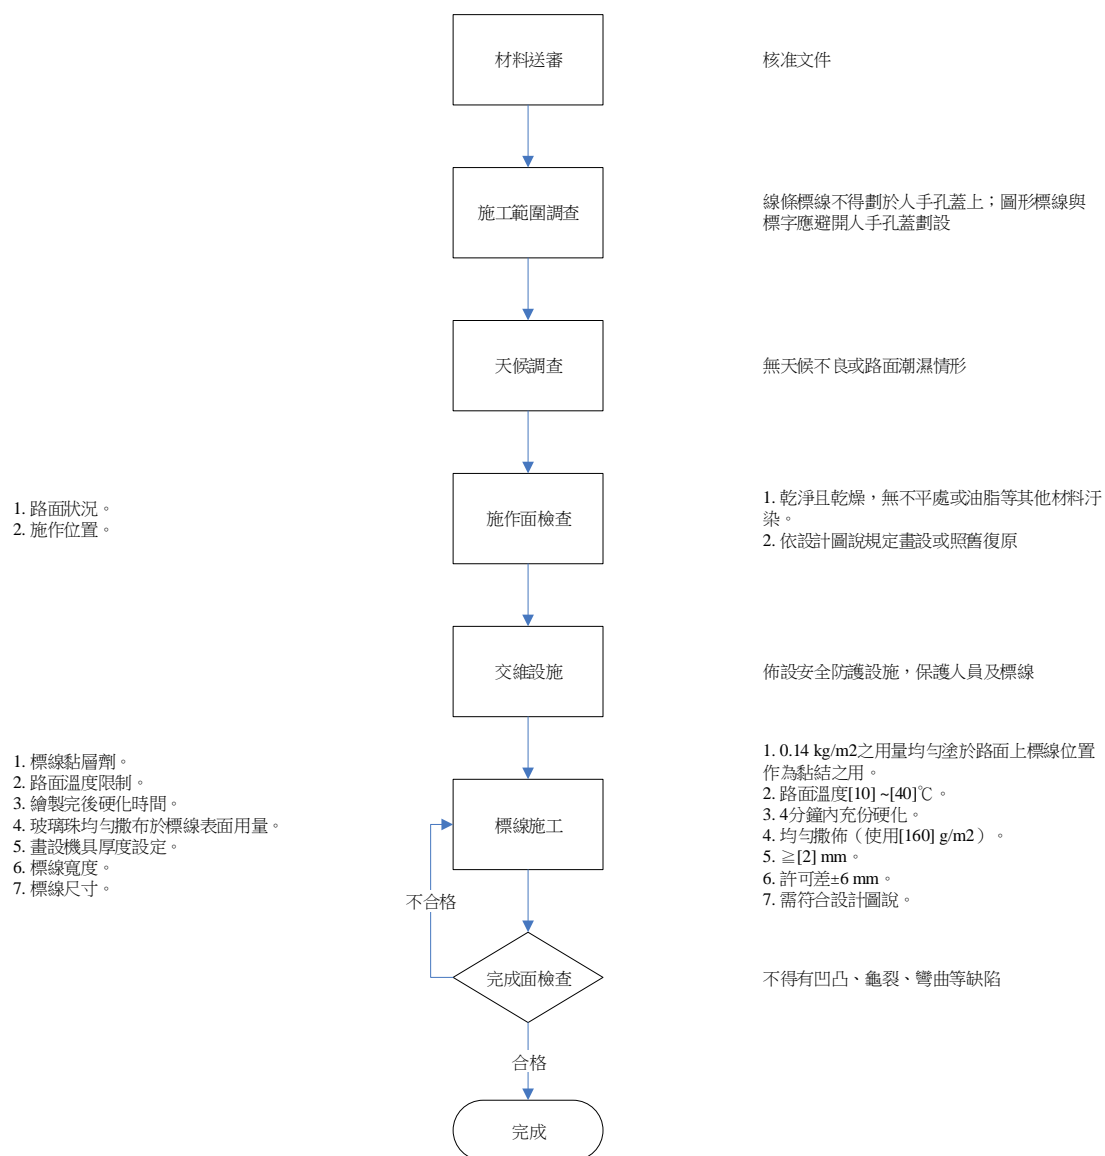 材料送審
核准文件
施工範圍調查
線條標線不得劃於人手孔蓋上；圖形標線與
標字應避開人手孔蓋劃設
天候調查
無天候不良或路面潮濕情形
1. 路面狀況。
2. 施作位置。
施作面檢查
1. 乾淨且乾燥，無不平處或油脂等其他材料汙
染。
2. 依設計圖說規定畫設或照舊復原
交維設施
佈設安全防護設施，保護人員及標線
1. 標線黏層劑。
2. 路面溫度限制。
3. 繪製完後硬化時間。
4. 玻璃珠均勻撒布於標線表面用量。
5. 畫設機具厚度設定。
6. 標線寬度。
7. 標線尺寸。
標線施工
1. 0.14 kg/m2之用量均勻塗於路面上標線位置
作為黏結之用。
2. 路面溫度[10] ~[40]℃。
3. 4分鐘內充份硬化。
4. 均勻撒佈（使用[160] g/m2）。
5. ≧[2] mm。
6. 許可差±6 mm。
7. 需符合設計圖說。
不合格
完成面檢查
不得有凹凸、龜裂、彎曲等缺陷
合格
完成